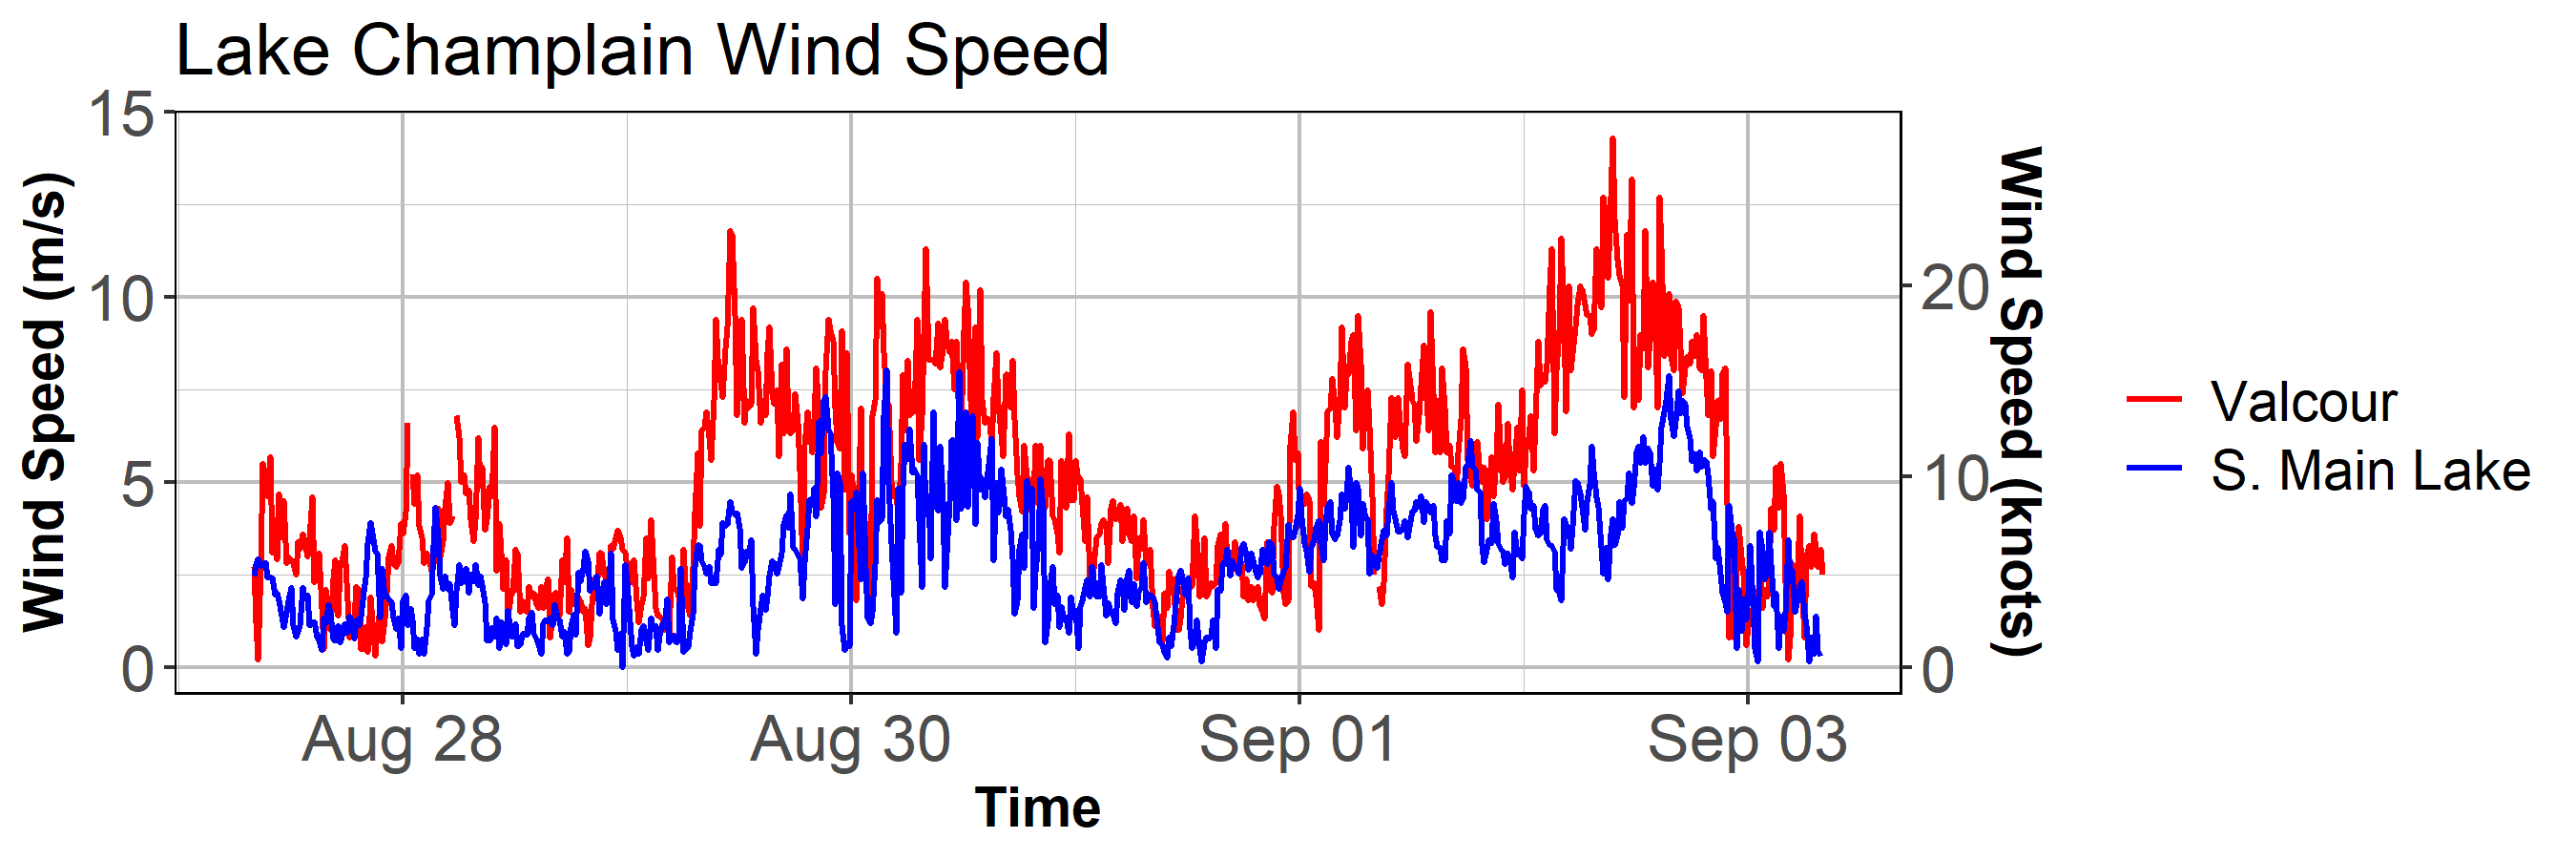 Lake Champlain Wind Speed
15
10
5
0
Wind Speed (m/s)
20
10
0
Wind Speed (knots)
Valcour
S. Main Lake
Aug 28
Aug 30
Sep 01
Sep 03
Time